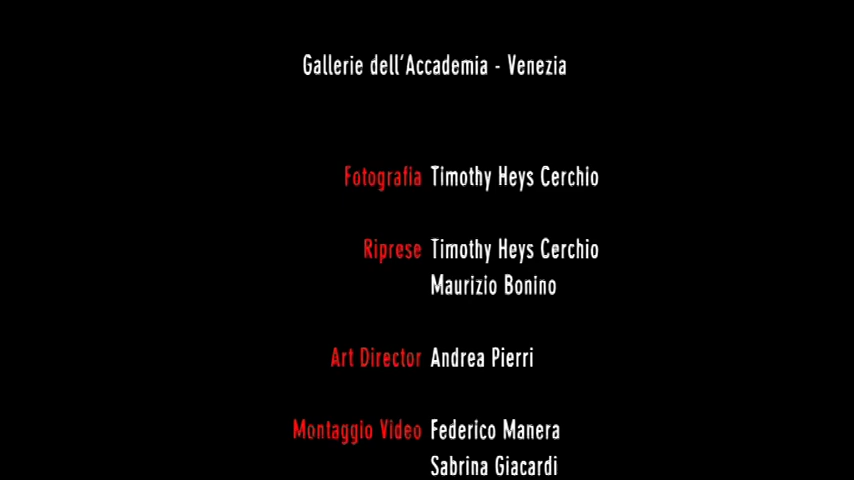 Gallerie dell'Accademia - Venezia
Fotografia Timothy Heys Cerchio
Riprese Timothy Heys Cerchio
Maurizio Bonino
Art Director Andrea Pierri
Montaggio Video Federico Manera
Sabrina Giacardi